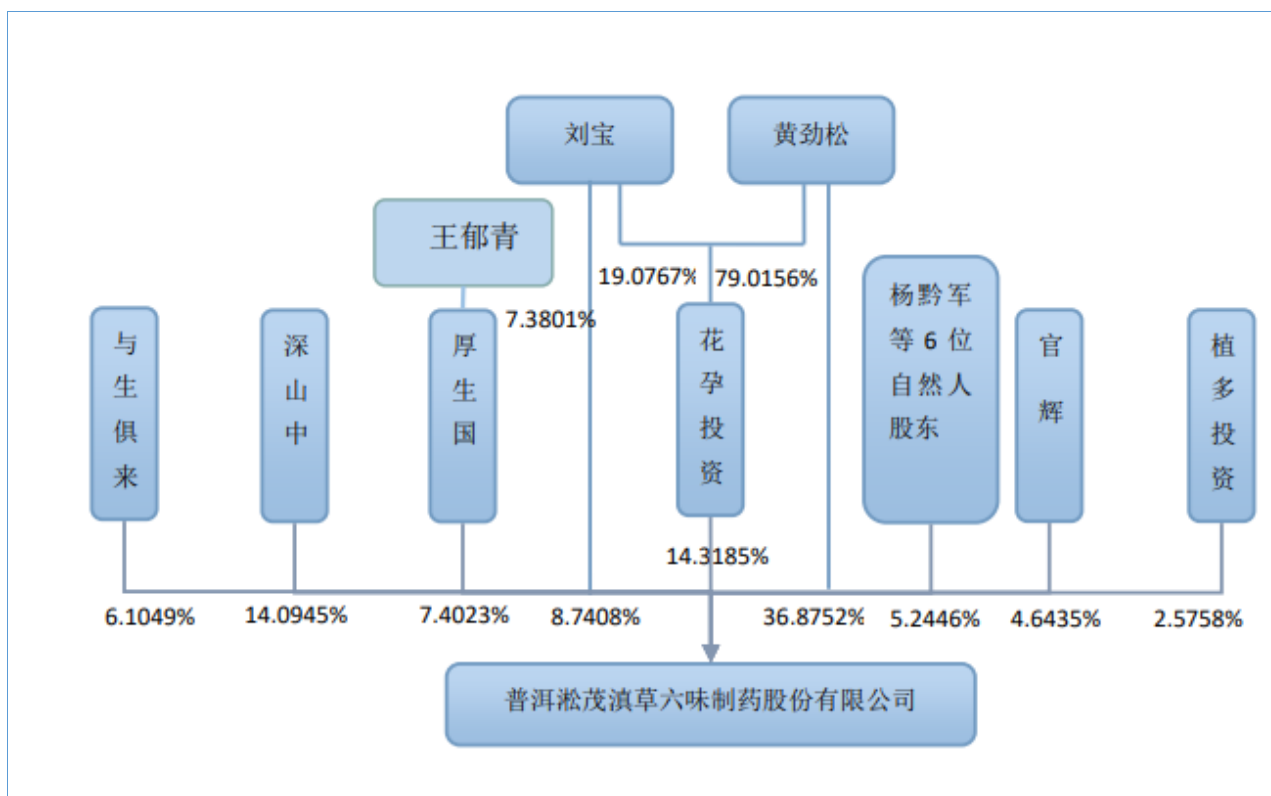 刘宝
黄劲松
王郁青
19.0767%
79.0156%
7.3801%
与生俱来
深山中
厚生国
花孕投资
杨黔军
等 6 位
自然人
股东
官辉
植多投资
14.3185%
6.1049%
14.0945%
7.4023%
8.7408%
36.8752%
5.2446%
4.6435%
2.5758%
普洱淞茂滇草六味制药股份有限公司